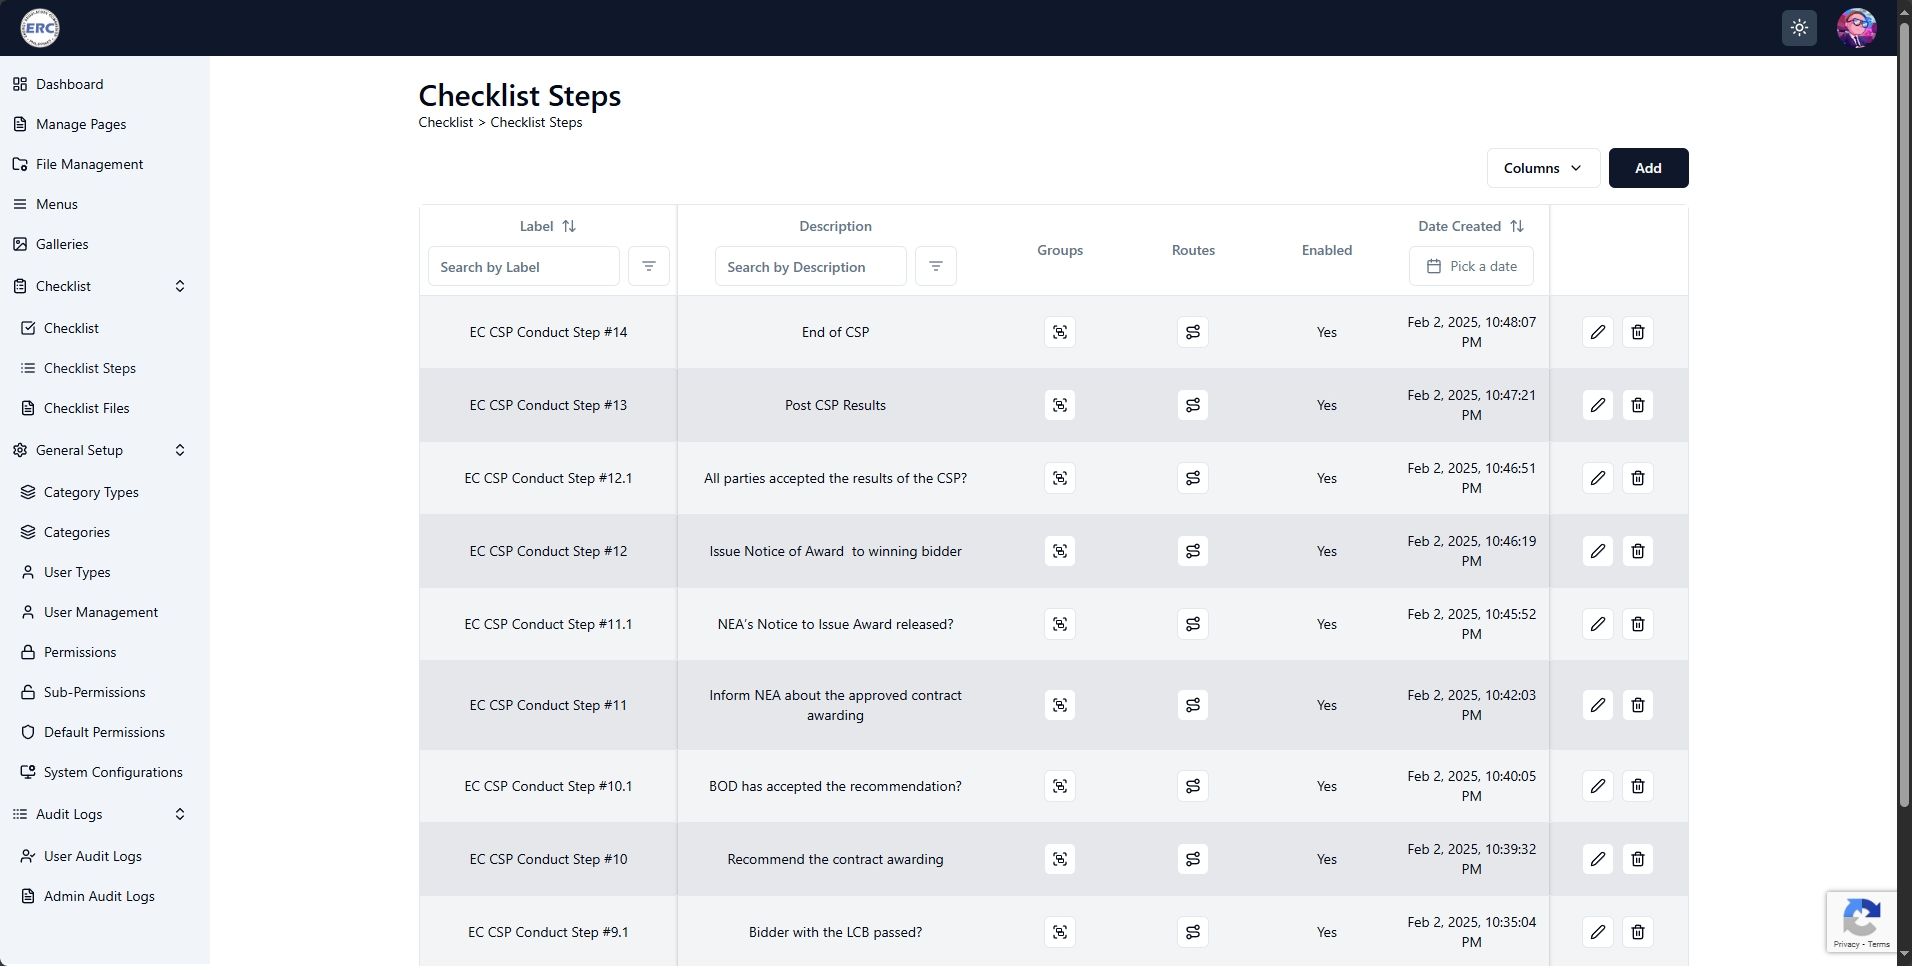 ERC
Dashboard
Manage Pages
File Management
Menus
Galleries
Checklist
Checklist
Checklist Steps
Checklist Files
General Setup
Category Types
Categories
User Types
User Management
Permissions
Sub-Permissions
Default Permissions
System Configurations
Audit Logs
User Audit Logs
Admin Audit Logs
Checklist Steps
Checklist > Checklist Steps
Columns Add
Label Description Groups Routes Enabled Date Created
Search by Label Search by Description Pick a date
EC CSP Conduct Step #14 End of CSP Yes Feb 2, 2025, 10:48:07
PM
EC CSP Conduct Step #13 Post CSP Results Yes Feb 2, 2025, 10:47:21
PM
EC CSP Conduct Step #12.1 All parties accepted the results of the CSP? Yes Feb 2, 2025, 10:46:51
PM
EC CSP Conduct Step #12 Issue Notice of Award  to winning bidder Yes Feb 2, 2025, 10:46:19
PM
EC CSP Conduct Step #11.1 NEA’s Notice to Issue Award released? Yes Feb 2, 2025, 10:45:52
PM
EC CSP Conduct Step #11 Inform NEA about the approved contract Yes Feb 2, 2025, 10:42:03
awarding PM
EC CSP Conduct Step #10.1 BOD has accepted the recommendation? Yes Feb 2, 2025, 10:40:05
PM
EC CSP Conduct Step #10 Recommend the contract awarding Yes Feb 2, 2025, 10:39:32
PM
EC CSP Conduct Step #9.1 Bidder with the LCB passed? Yes Feb 2, 2025, 10:35:04
PM
Privacy - Terms